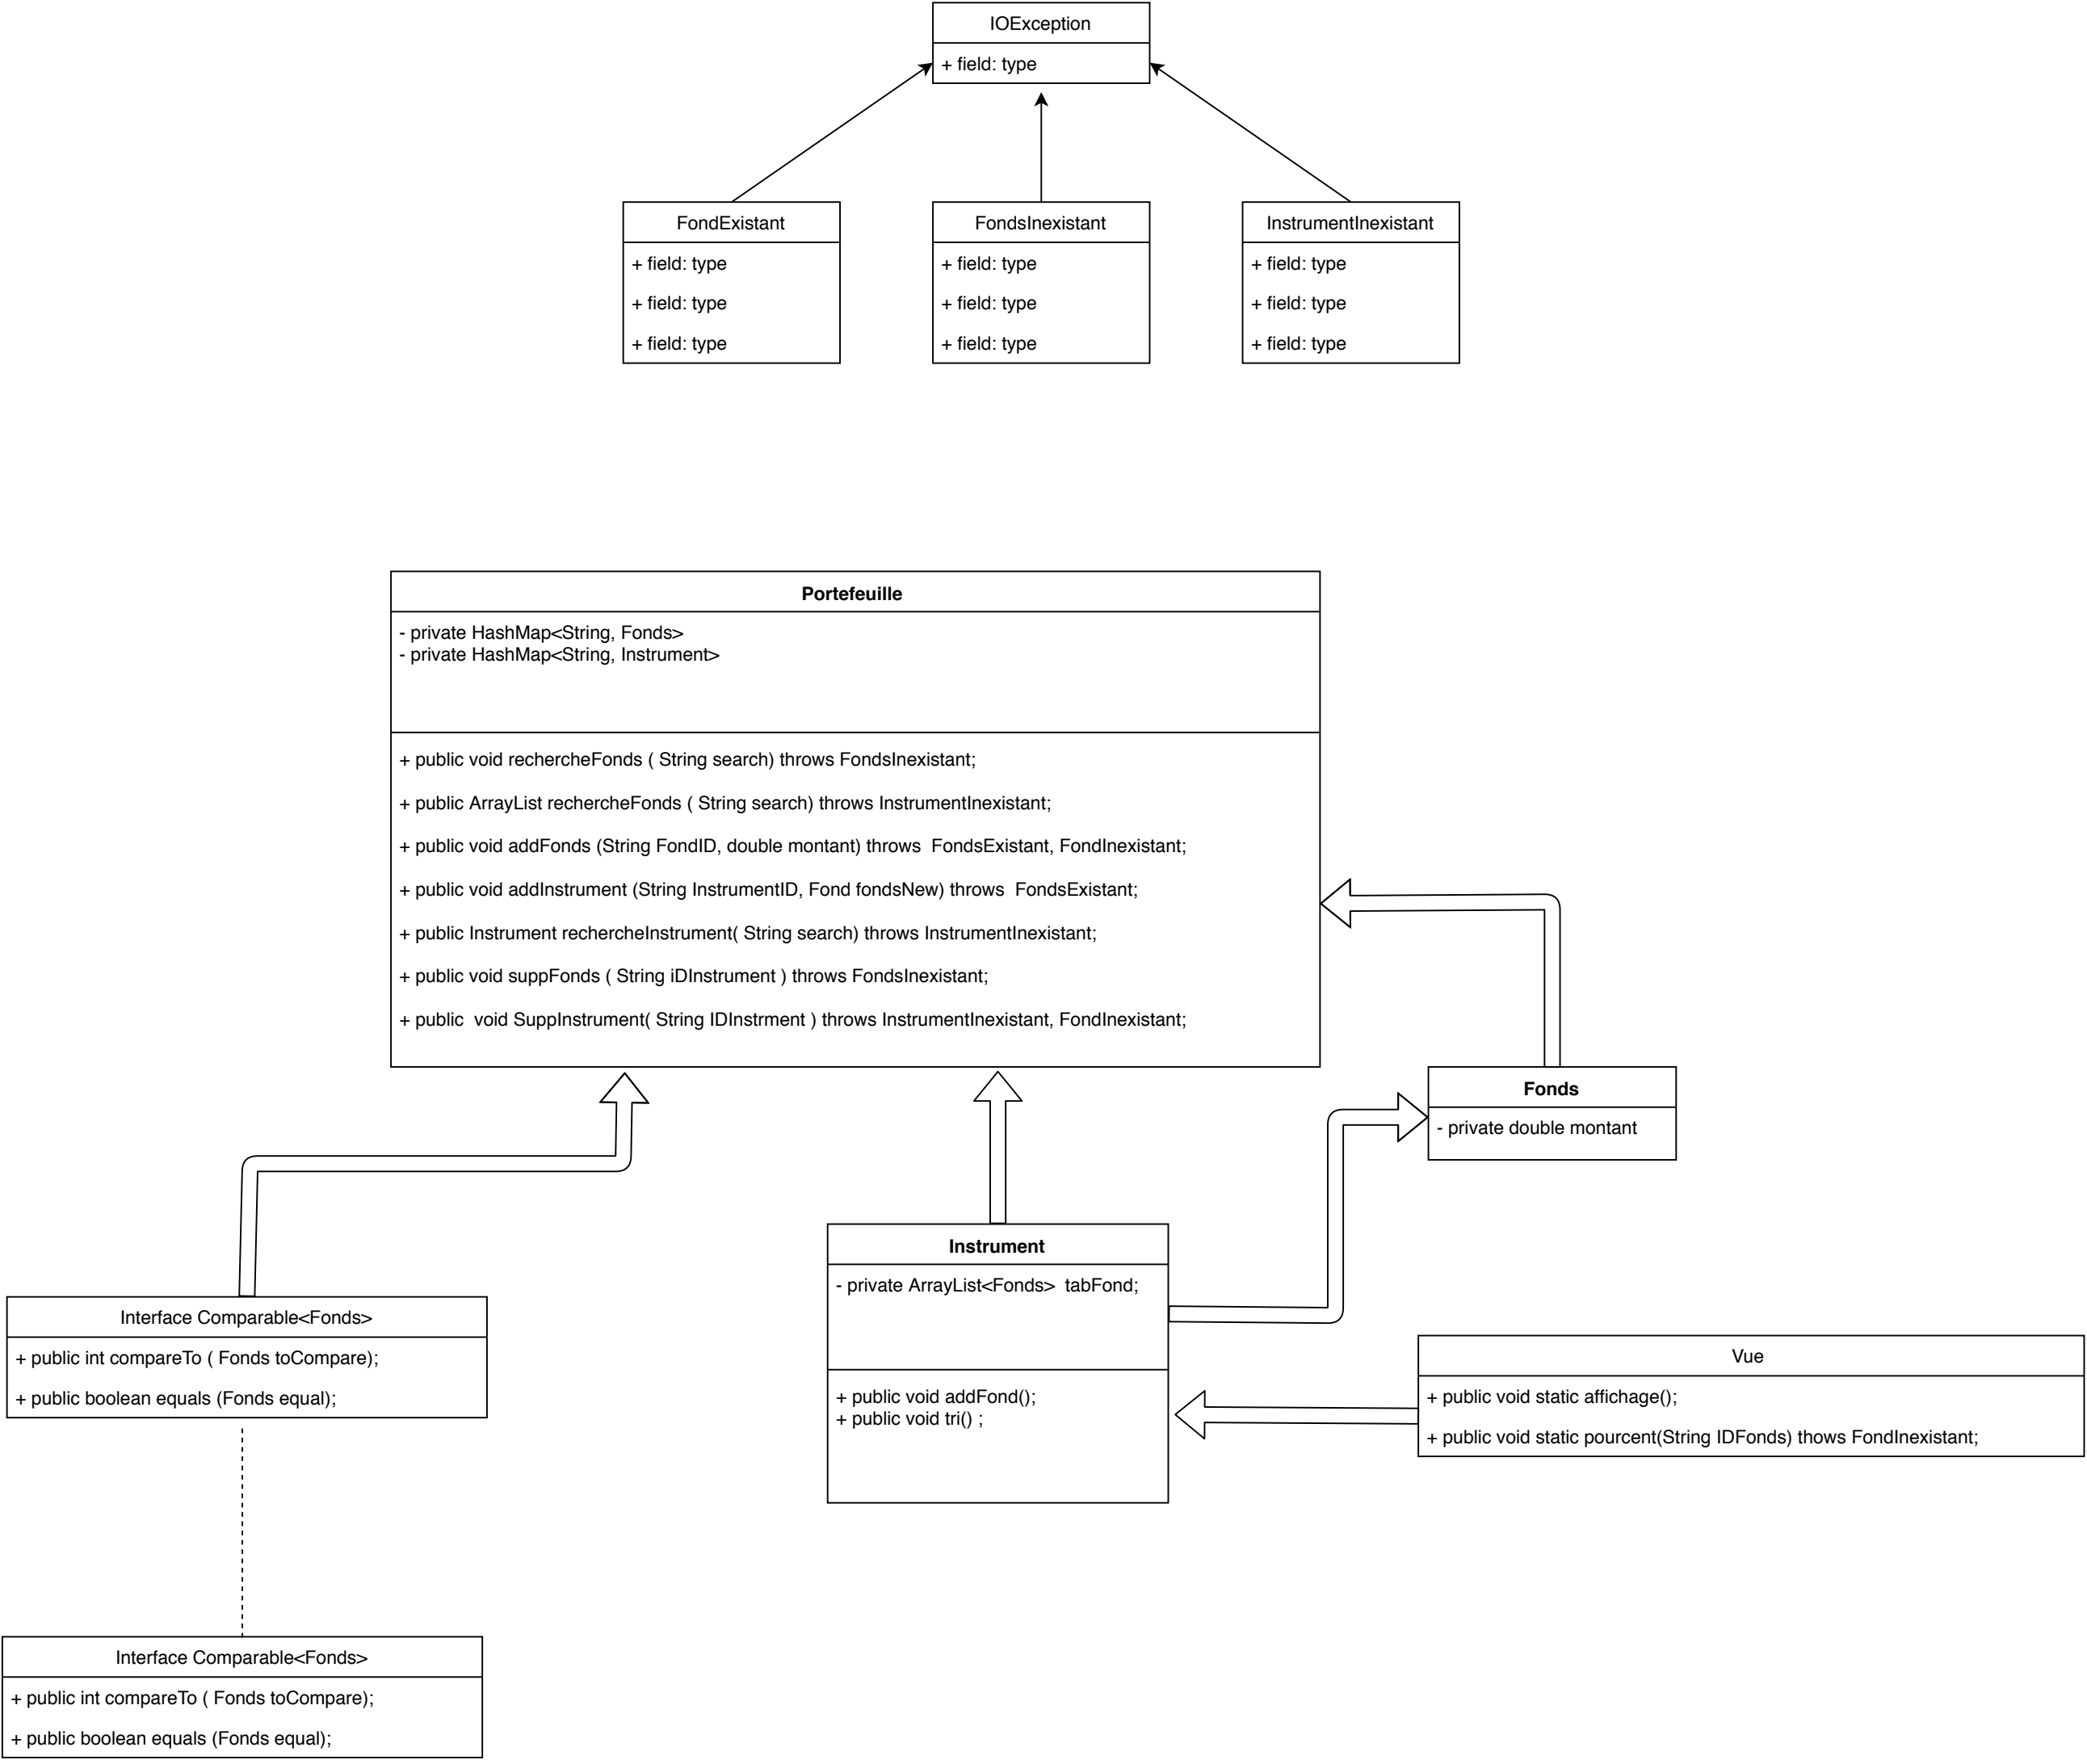 IOException
+ field: type
FondExistant
+ field: type
+ field: type
+ field: type
FondsInexistant
+ field: type
+ field: type
+ field: type
InstrumentInexistant
+ field: type
+ field: type
+ field: type
Portefeuille
- private HashMap<String, Fonds>
- private HashMap<String, Instrument>
+ public void rechercheFonds ( String search) throws FondsInexistant;
+ public ArrayList rechercheFonds ( String search) throws InstrumentInexistant;
+ public void addFonds (String FondID, double montant) throws  FondsExistant, FondInexistant;
+ public void addInstrument (String InstrumentID, Fond fondsNew) throws  FondsExistant;
+ public Instrument rechercheInstrument( String search) throws InstrumentInexistant;
+ public void suppFonds ( String iDInstrument ) throws FondsInexistant;
+ public  void SuppInstrument( String IDInstrment ) throws InstrumentInexistant, FondInexistant;
Fonds
- private double montant
Instrument
- private ArrayList<Fonds>  tabFond;
+ public void addFond();
+ public void tri() ;
Interface Comparable<Fonds>
+ public int compareTo ( Fonds toCompare);
+ public boolean equals (Fonds equal);
Vue
+ public void static affichage();
+ public void static pourcent(String IDFonds) thows FondInexistant;
Interface Comparable<Fonds>
+ public int compareTo ( Fonds toCompare);
+ public boolean equals (Fonds equal);